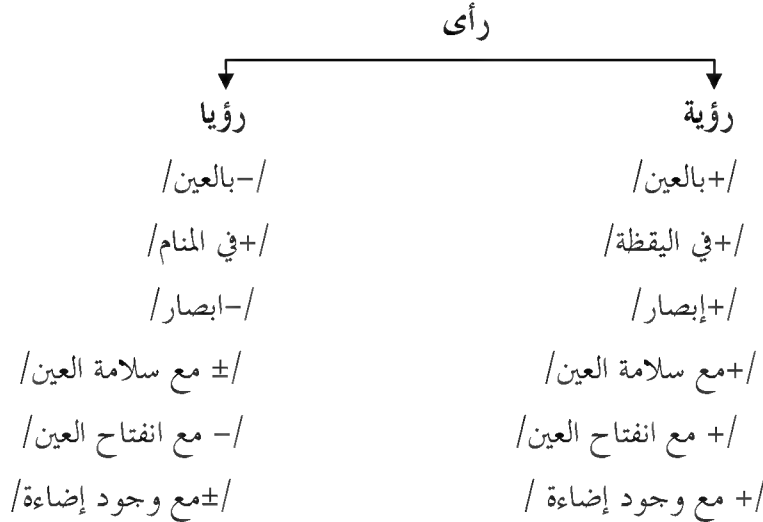 رأى
رؤية رؤيا
/+بالعين/ /–بالعين/
/+في اليقظة/ /+في المنام/
/+إبصار/ /–ابصار/
/+مع سلامة العين/ /± مع سلامة العين/
/+ مع انفتاح العين/ /– مع انفتاح العين/
/+ مع وجود إضاءة / /±مع وجود إضاءة/